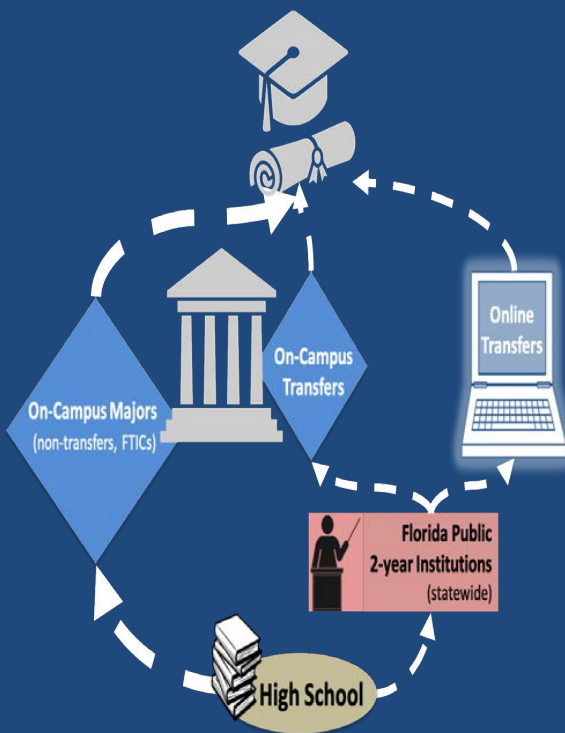 Online
Transfers
On-Campus
Transfers
On-Campus Majors
(non-transfers, FTICs)
Florida Public
2-year Institutions
(statewide)
High School